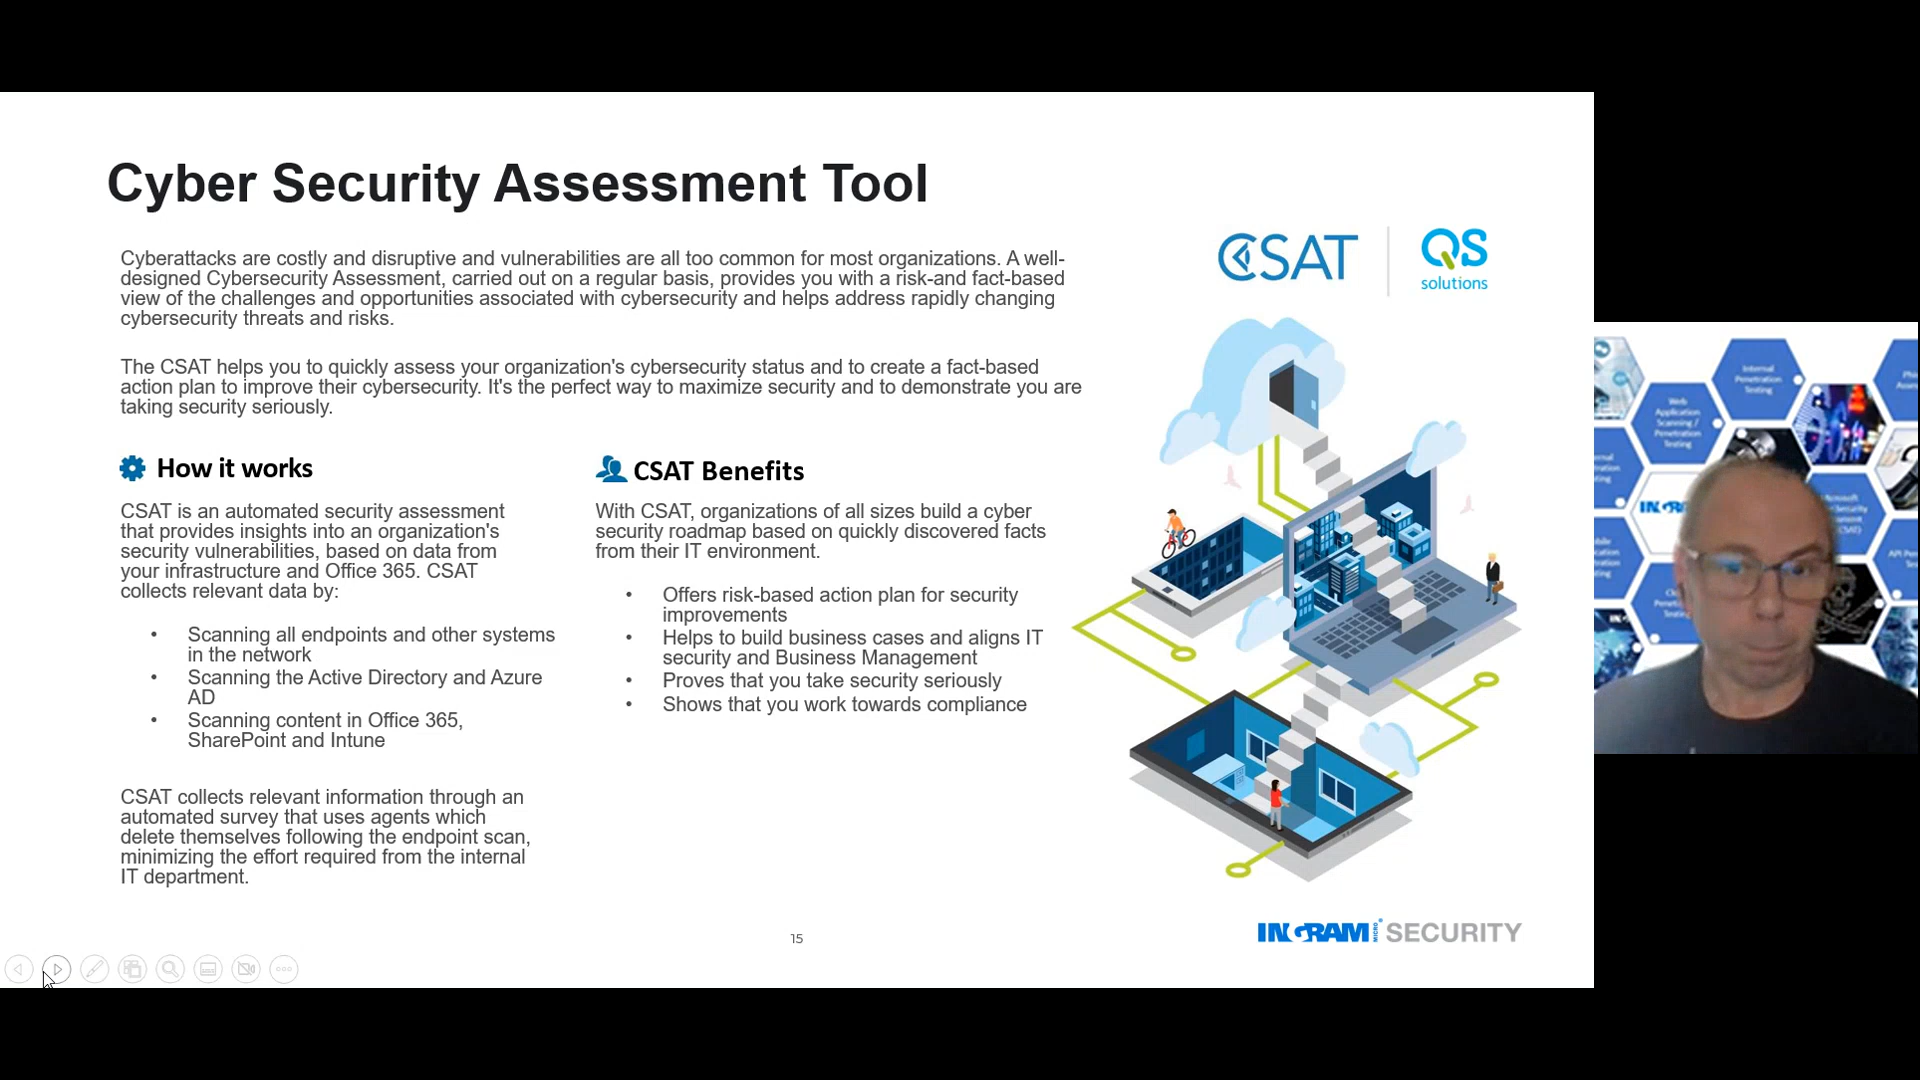 Cyber Security Assessment Tool
Cyberattacks are costly and disruptive and vulnerabilities are all too common for most organizations. A well-
designed Cybersecurity Assessment, carried out on a regular basis, provides you with a risk-and fact-based
view of the challenges and opportunities associated with cybersecurity and helps address rapidly changing
cybersecurity threats and risks.
The CSAT helps you to quickly assess your organization's cybersecurity status and to create a fact-based
action plan to improve their cybersecurity. It's the perfect way to maximize security and to demonstrate you are
taking security seriously.
How it works
CSAT is an automated security assessment
that provides insights into an organization's
security vulnerabilities, based on data from
your infrastructure and Office 365. CSAT
collects relevant data by:
• Scanning all endpoints and other systems
in the network
• Scanning the Active Directory and Azure
AD
• Scanning content in Office 365,
SharePoint and Intune
CSAT collects relevant information through an
automated survey that uses agents which
delete themselves following the endpoint scan,
minimizing the effort required from the internal
IT department.
CSAT Benefits
With CSAT, organizations of all sizes build a cyber
security roadmap based on quickly discovered facts
from their IT environment.
• Offers risk-based action plan for security
improvements
• Helps to build business cases and aligns IT
security and Business Management
• Proves that you take security seriously
• Shows that you work towards compliance
CSAT
QS
solutions
INGRAM MICRO SECURITY
15
Internal
Penetration
Testing
Web
Application
Scanning /
Penetration
Testing